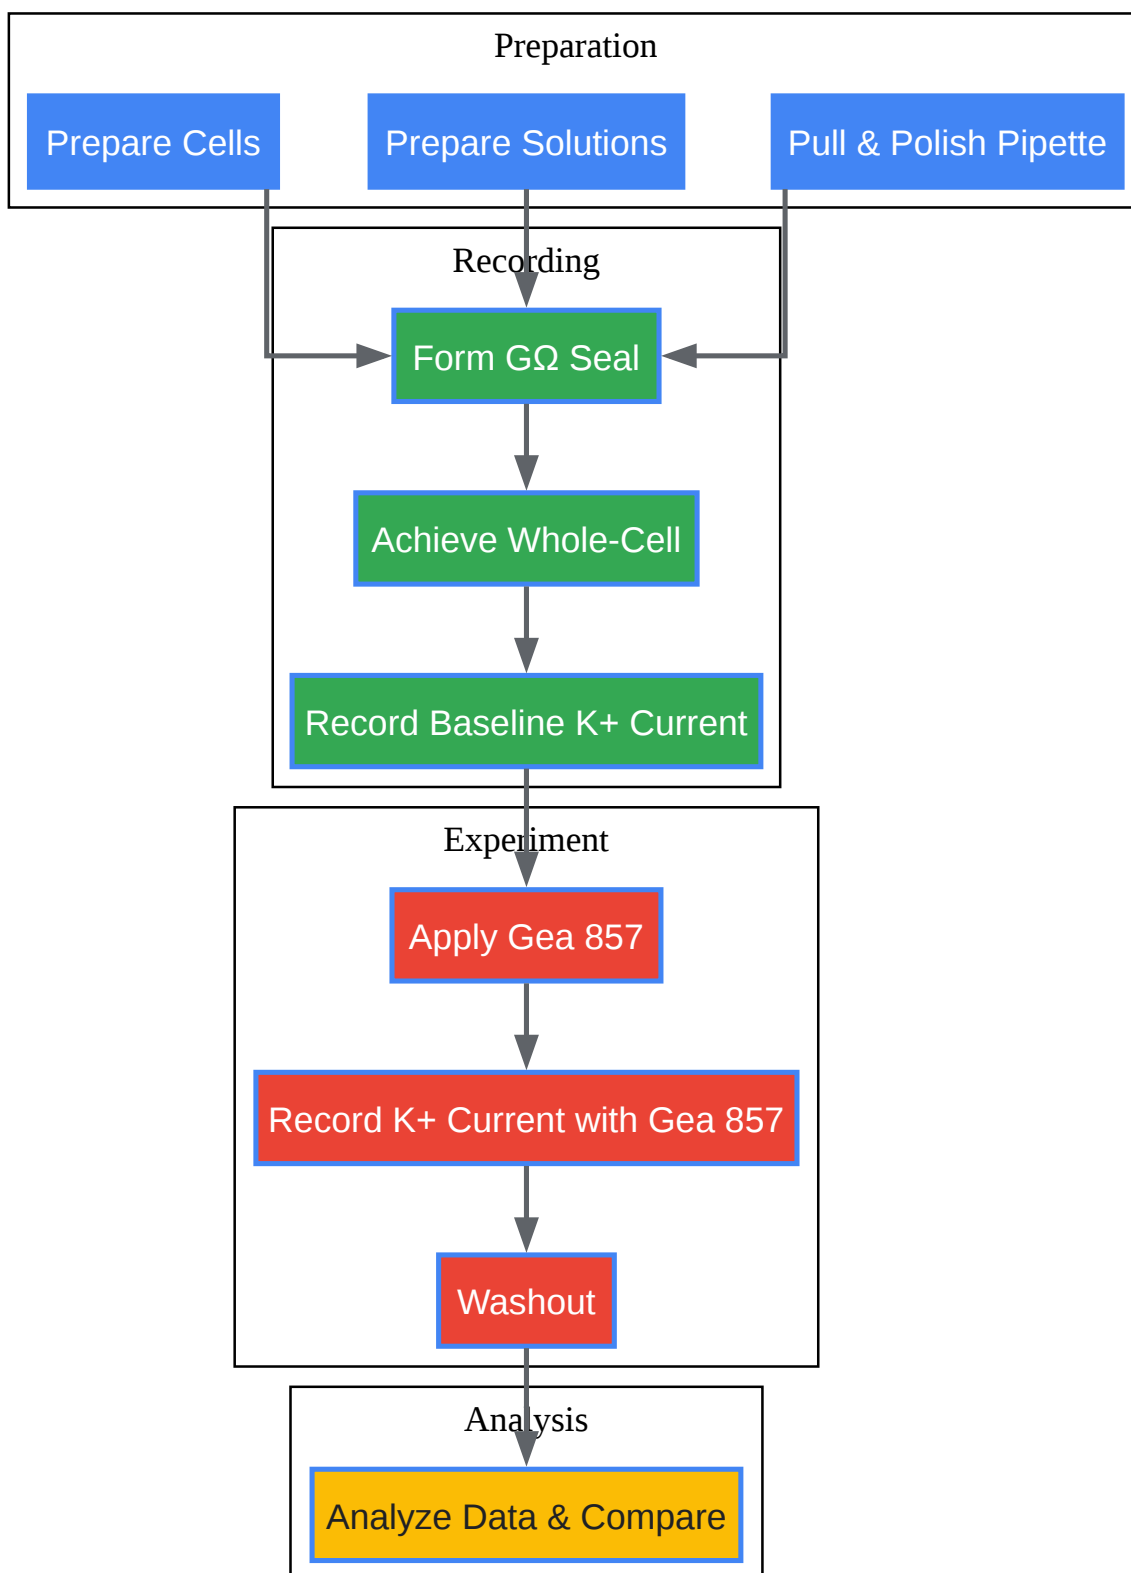 Preparation
Prepare Cells
Prepare Solutions
Pull & Polish Pipette
Recording
Form GΩ Seal
Achieve Whole-Cell
Record Baseline K+ Current
Experiment
Apply Gea 857
Record K+ Current with Gea 857
Washout
Analysis
Analyze Data & Compare